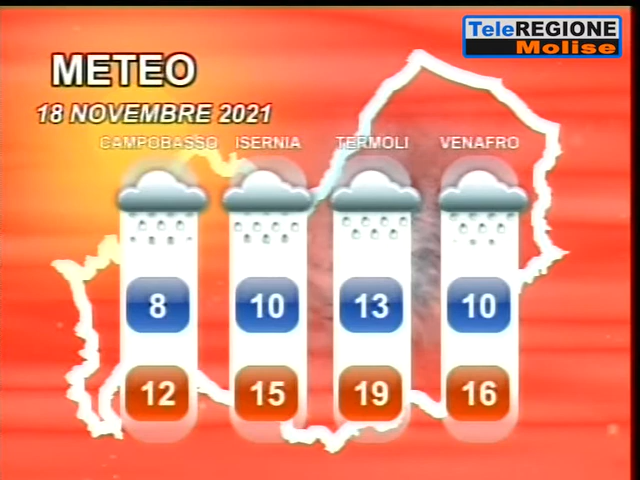 TeleREGIONE
Molise
METEO
18 NOVEMBRE 2021
CAMPOBASSO ISERNIA TERMOLI VENAFRO
8 10 13 10
12 15 19 16